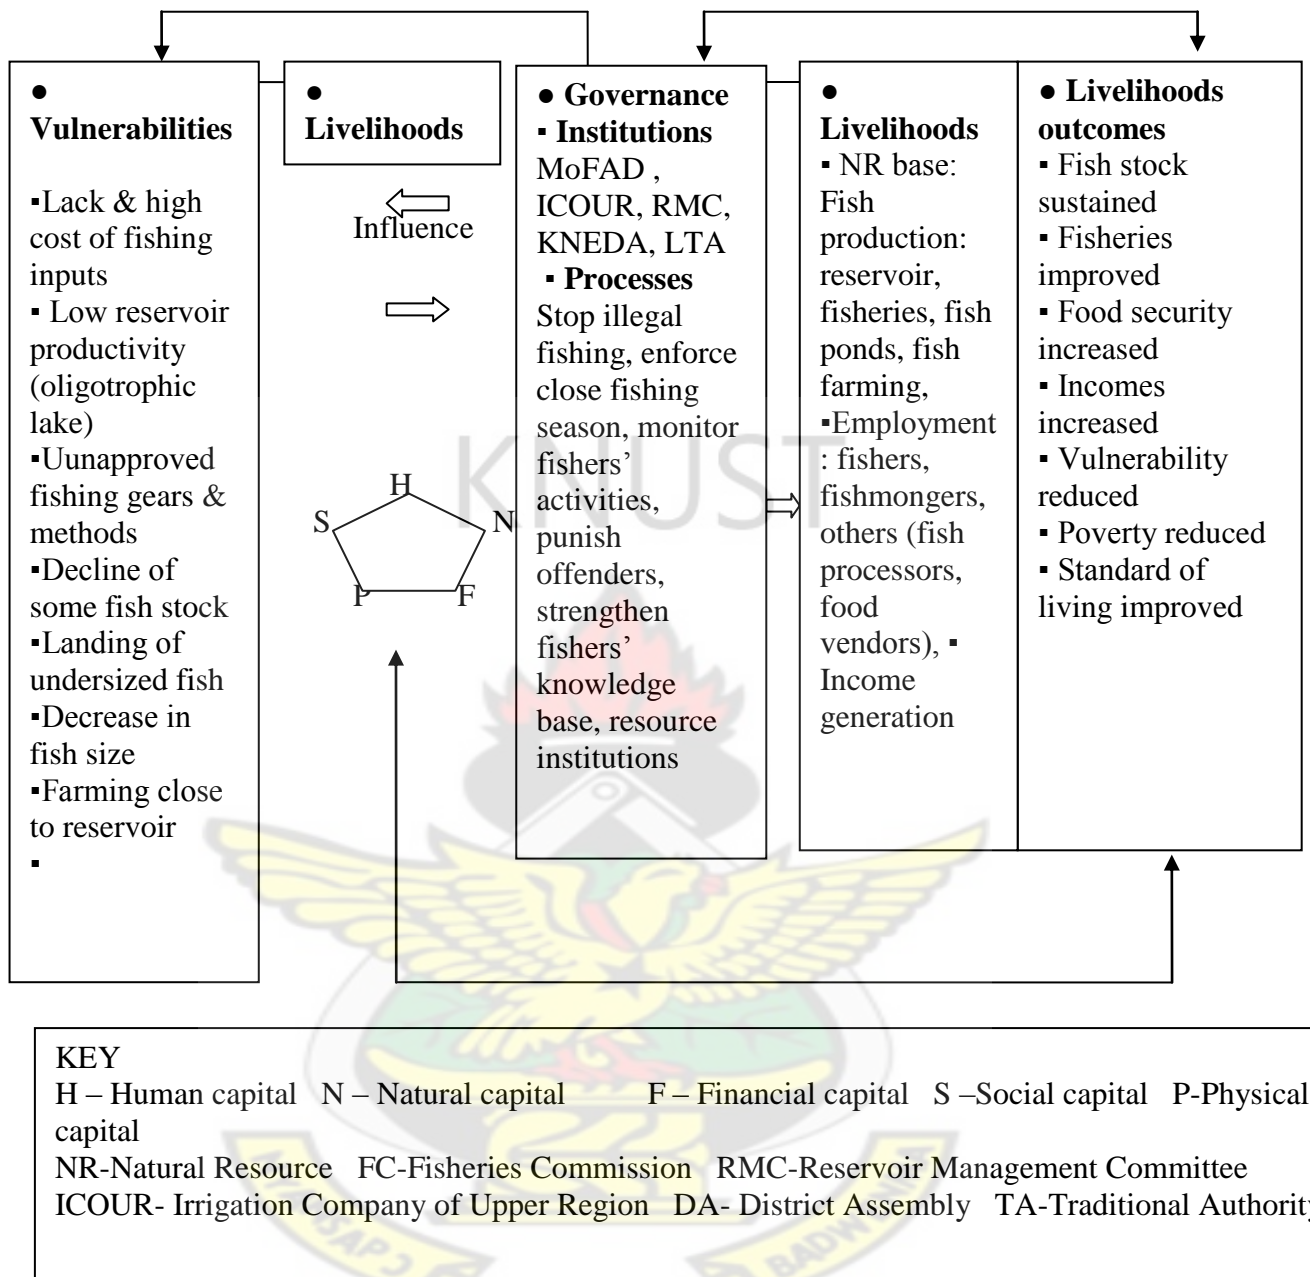 ●
Vulnerabilities
▪Lack & high
cost of fishing
inputs
▪ Low reservoir
productivity
(oligotrophic
lake)
▪Uunapproved
fishing gears &
methods
▪Decline of
some fish stock
▪Landing of
undersized fish
▪Decrease in
fish size
▪Farming close
to reservoir
▪
●
Livelihoods
Influence
H
S
N
P
F
● Governance
▪ Institutions
MoFAD ,
ICOUR, RMC,
KNEDA, LTA
▪ Processes
Stop illegal
fishing, enforce
close fishing
season, monitor
fishers’
activities,
punish
offenders,
strengthen
fishers’
knowledge
base, resource
institutions
●
Livelihoods
▪ NR base:
Fish
production:
reservoir,
fisheries, fish
ponds, fish
farming,
▪Employment
: fishers,
fishmongers,
others (fish
processors,
food
vendors), ▪
Income
generation
● Livelihoods
outcomes
▪ Fish stock
sustained
▪ Fisheries
improved
▪ Food security
increased
▪ Incomes
increased
▪ Vulnerability
reduced
▪ Poverty reduced
▪ Standard of
living improved
KNUST
KEY
H – Human capital N – Natural capital F – Financial capital S –Social capital P-Physical
capital
NR-Natural Resource FC-Fisheries Commission RMC-Reservoir Management Committee
ICOUR- Irrigation Company of Upper Region DA- District Assembly TA-Traditional Authority